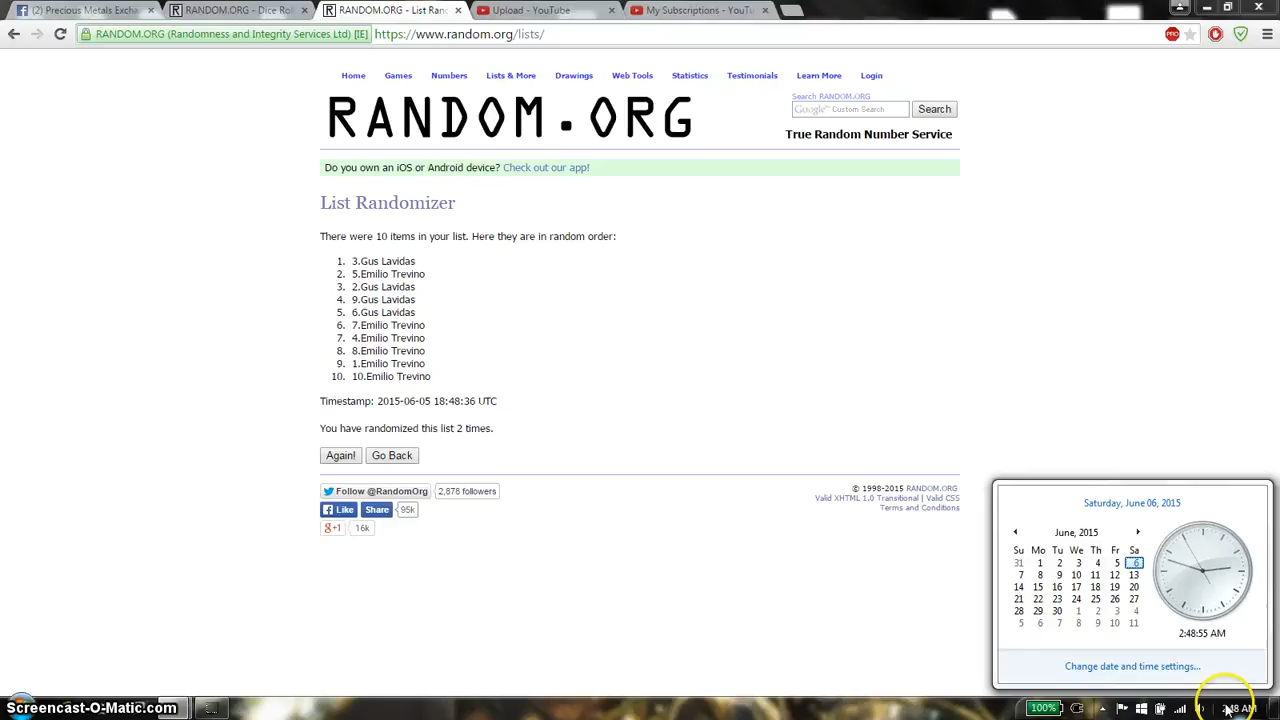 (2) Precious Metals Excha
RANDOM.ORG - Dice Rol
RANDOM.ORG - List Ran
Upload - YouTube
My Subscriptions - YouT
RANDOM.ORG (Randomness and Integrity Services Ltd) [IE] https://www.random.org/lists/
PRO
Home Games Numbers Lists & More Drawings Web Tools Statistics Testimonials Learn More Login
RANDOM.ORG
Search RANDOM.ORG
Google™ Custom Search Search
True Random Number Service
Do you own an iOS or Android device? Check out our app!
List Randomizer
There were 10 items in your list. Here they are in random order:
1. 3.Gus Lavidas
2. 5.Emilio Trevino
3. 2.Gus Lavidas
4. 9.Gus Lavidas
5. 6.Gus Lavidas
6. 7.Emilio Trevino
7. 4.Emilio Trevino
8. 8.Emilio Trevino
9. 1.Emilio Trevino
10. 10.Emilio Trevino
Timestamp: 2015-06-05 18:48:36 UTC
You have randomized this list 2 times.
Again! Go Back
Follow @RandomOrg 2,878 followers
Like Share 95k
+1 16k
© 1998-2015 RANDOM.ORG
Valid XHTML 1.0 Transitional | Valid CSS
Terms and Conditions
Saturday, June 06, 2015
June, 2015
Su Mo Tu We Th Fr Sa
31 1 2 3 4 5 6
7 8 9 10 11 12 13
14 15 16 17 18 19 20
21 22 23 24 25 26 27
28 29 30 1 2 3 4
5 6 7 8 9 10 11
2:48:55 AM
Change date and time settings...
Screencast-O-Matic.com
100%
AM